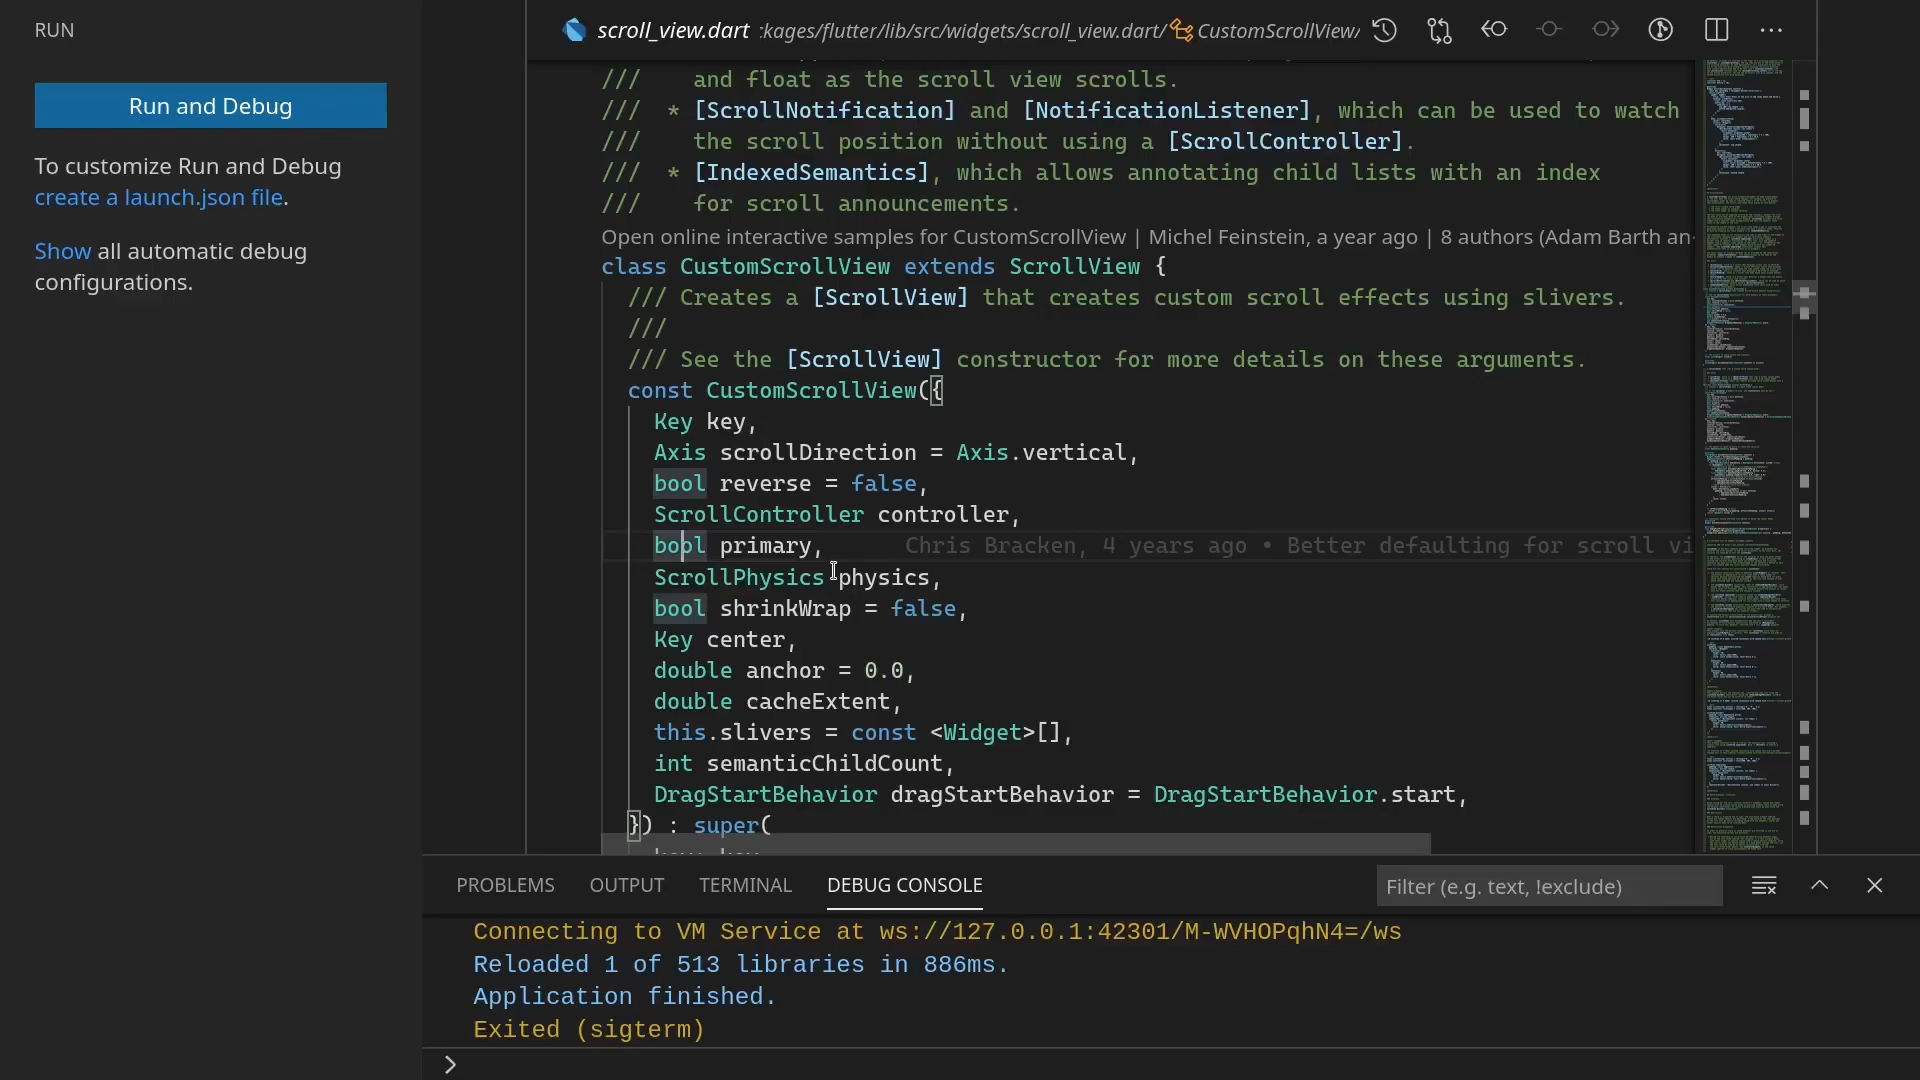 RUN
Run and Debug
To customize Run and Debug
create a launch.json file.
Show all automatic debug
configurations.
scroll_view.dart :kages/flutter/lib/src/widgets/scroll_view.dart/ CustomScrollView/
///    and float as the scroll view scrolls.
///  * [ScrollNotification] and [NotificationListener], which can be used to watch
///    the scroll position without using a [ScrollController].
///  * [IndexedSemantics], which allows annotating child lists with an index
///    for scroll announcements.
Open online interactive samples for CustomScrollView | Michel Feinstein, a year ago | 8 authors (Adam Barth an
class CustomScrollView extends ScrollView {
/// Creates a [ScrollView] that creates custom scroll effects using slivers.
///
/// See the [ScrollView] constructor for more details on these arguments.
const CustomScrollView({
Key key,
Axis scrollDirection = Axis.vertical,
bool reverse = false,
ScrollController controller,
bool primary, Chris Bracken, 4 years ago • Better defaulting for scroll vi
ScrollPhysics physics,
bool shrinkWrap = false,
Key center,
double anchor = 0.0,
double cacheExtent,
this.slivers = const <Widget>[],
int semanticChildCount,
DragStartBehavior dragStartBehavior = DragStartBehavior.start,
}) : super(
PROBLEMS OUTPUT TERMINAL DEBUG CONSOLE Filter (e.g. text, !exclude)
Connecting to VM Service at ws://127.0.0.1:42301/M-WVHOPqhN4=/ws
Reloaded 1 of 513 libraries in 886ms.
Application finished.
Exited (sigterm)